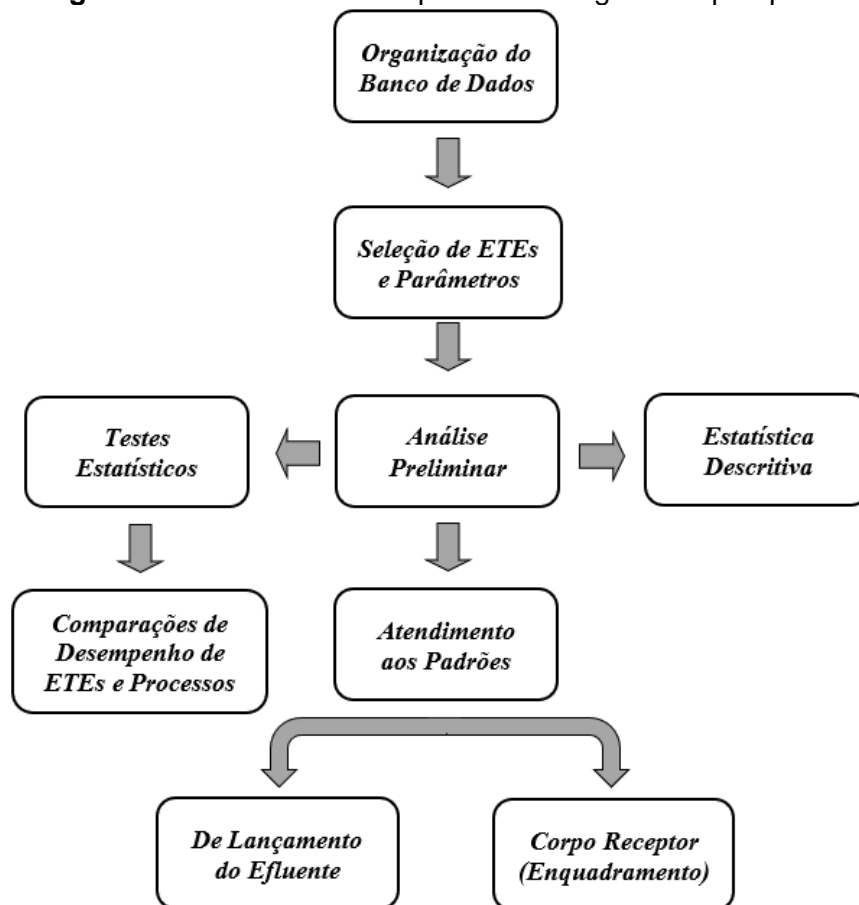 Organização do
Banco de Dados
Seleção de ETEs
e Parâmetros
Testes
Estatísticos
Análise
Preliminar
Estatística
Descritiva
Comparações de
Desempenho de
ETEs e Processos
Atendimento
aos Padrões
De Lançamento
do Efluente
Corpo Receptor
(Enquadramento)